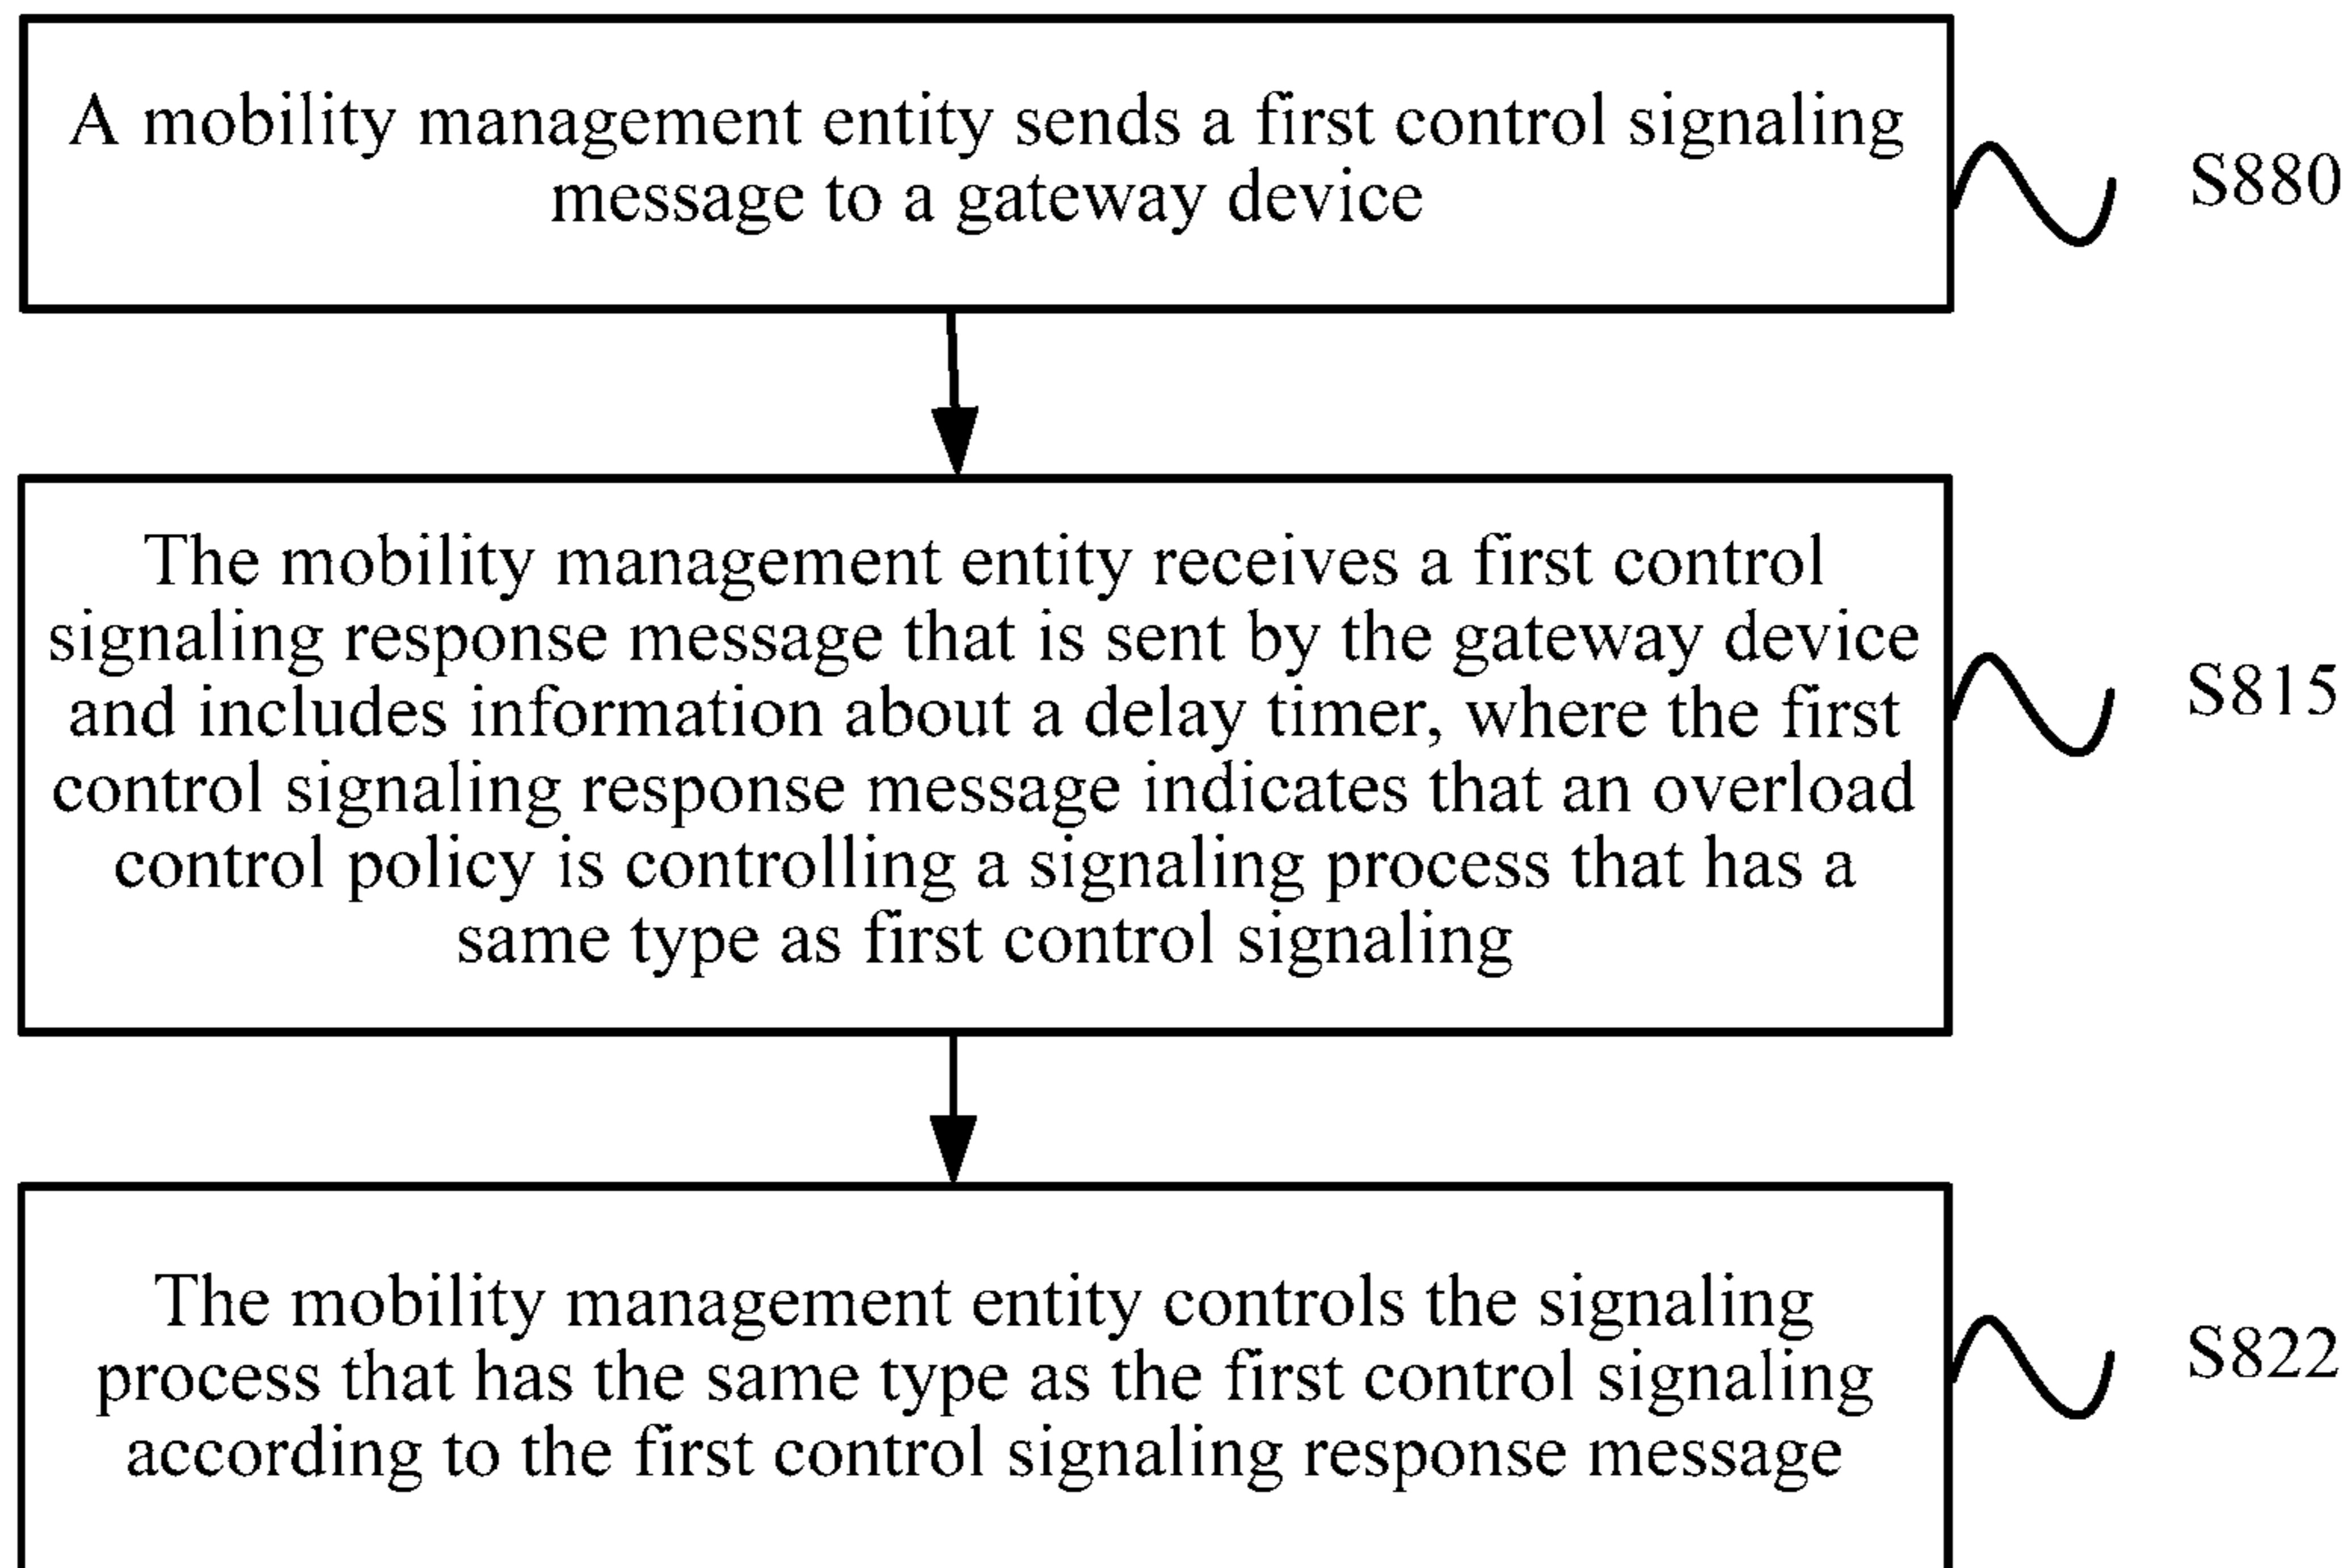 A mobility management entity sends a first control signaling
message to a gateway device
S880
The mobility management entity receives a first control
signaling response message that is sent by the gateway device
and includes information about a delay timer, where the first
control signaling response message indicates that an overload
control policy is controlling a signaling process that has a
same type as first control signaling
S815
The mobility management entity controls the signaling
process that has the same type as the first control signaling
according to the first control signaling response message
S822